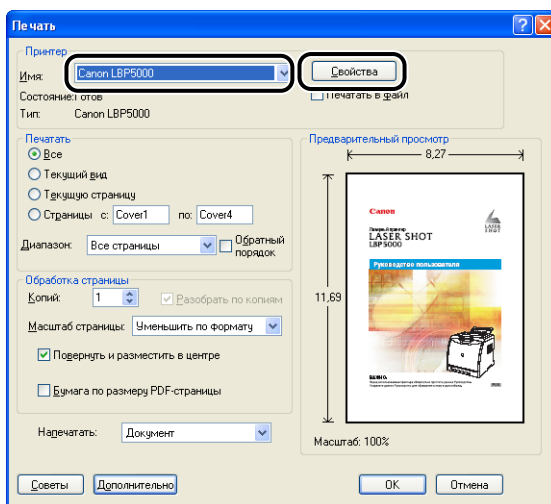 Печать
Принтер
Имя: Canon LBP5000 Свойства
Состояние: Готов Печатать в файл
Тип: Canon LBP5000
Печатать
Все
Текущий вид
Текущую страницу
Страницы с: Cover1 по: Cover4
Диапазон: Все страницы Обратный порядок
Обработка страницы
Копий: 1 Разобрать по копиям
Масштаб страницы: Уменьшить по формату
Повернуть и разместить в центре
Бумага по размеру PDF-страницы
Напечатать: Документ
Предварительный просмотр
8,27
11,69
Canon
LASER SHOT
LASER SHOT
LBP5000
Руководство пользователя
Масштаб: 100%
Советы Дополнительно OK Отмена